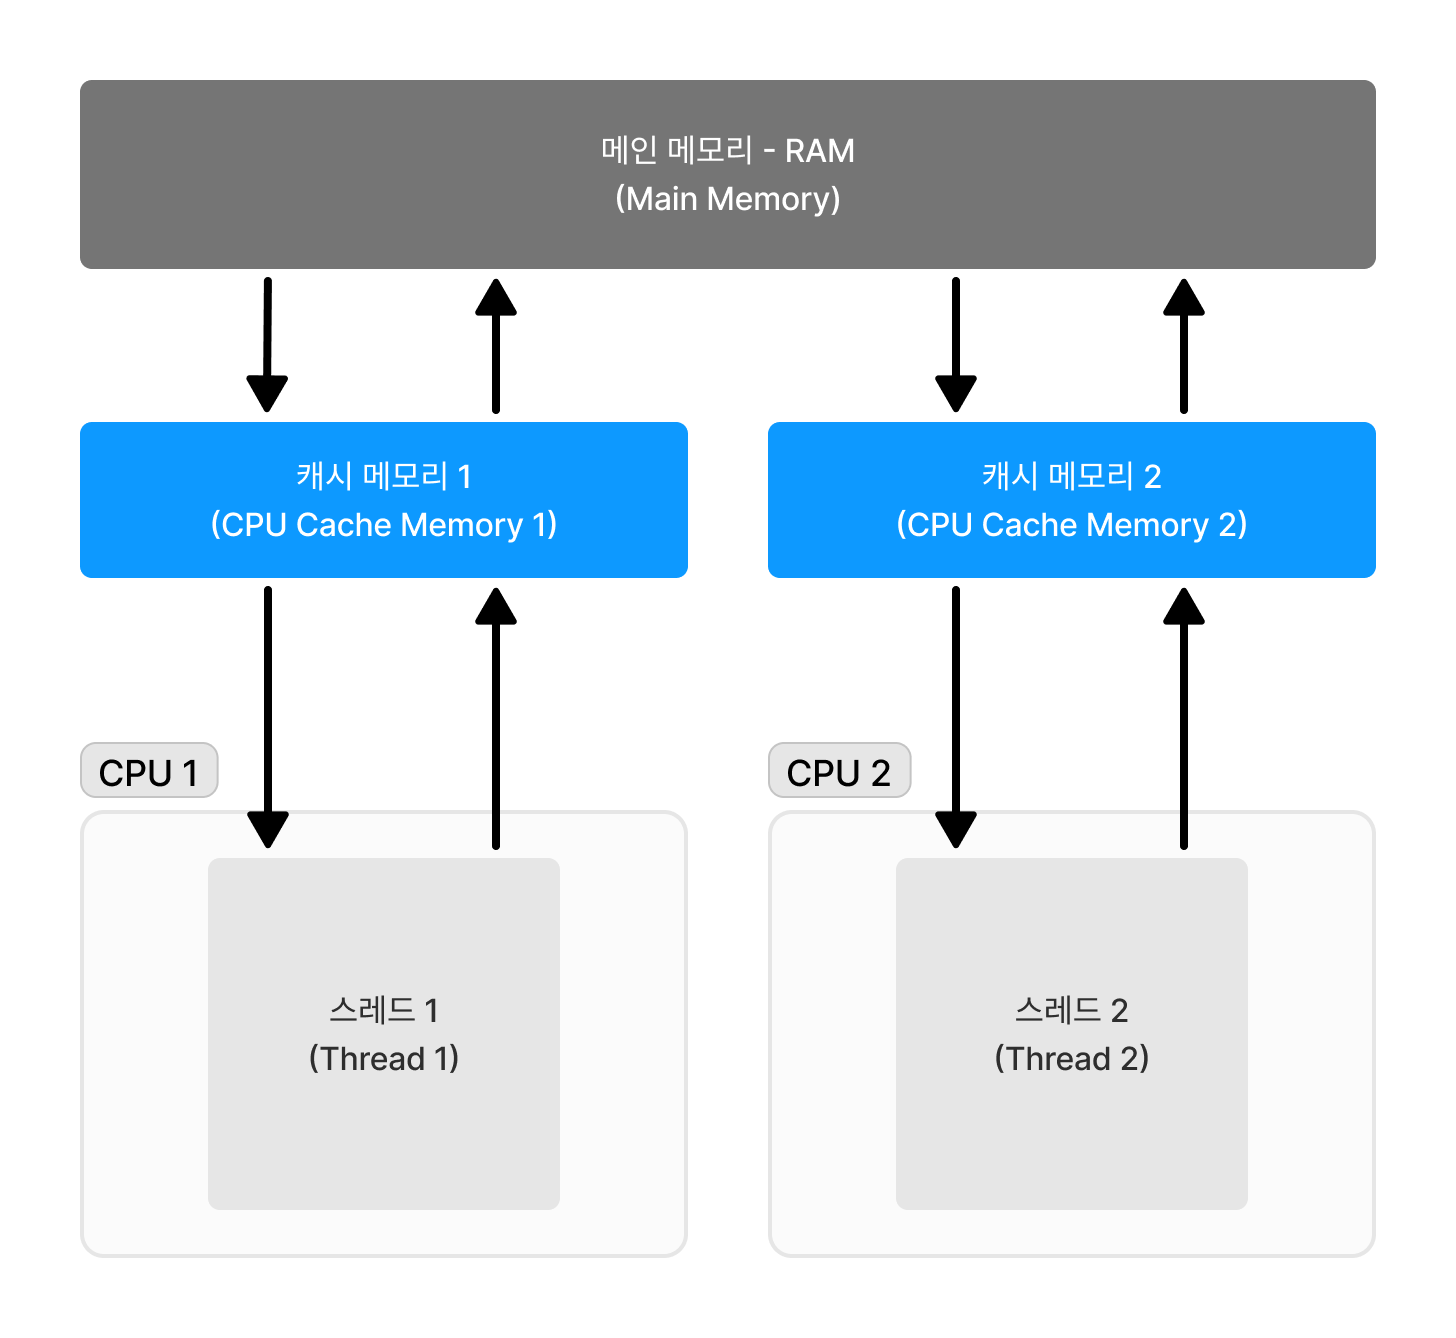 메인 메모리 - RAM
(Main Memory)
캐시 메모리 1
(CPU Cache Memory 1)
캐시 메모리 2
(CPU Cache Memory 2)
CPU 1
CPU 2
스레드 1
(Thread 1)
스레드 2
(Thread 2)